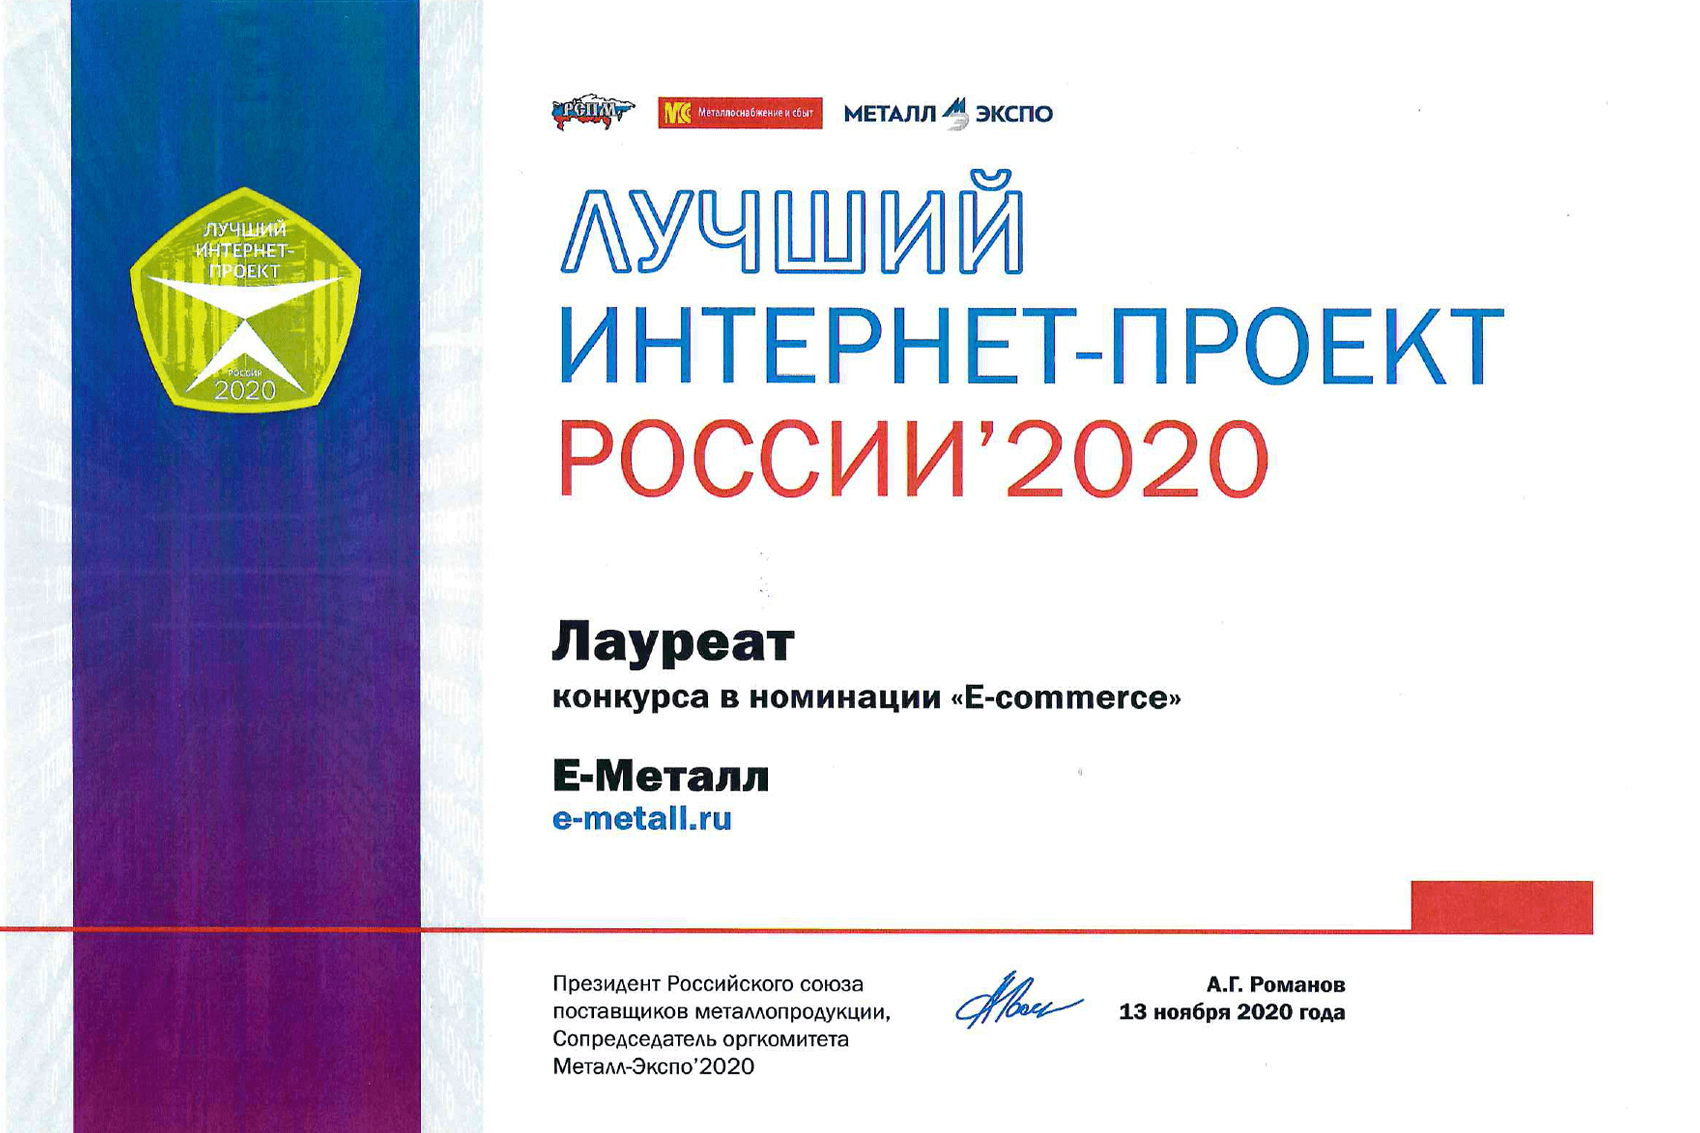 ЛУЧШИЙ
ИНТЕРНЕТ-
ПРОЕКТ
РОССИЯ
2020
РСПМ
МСС Металлоснабжение и сбыт
МЕТАЛЛ ЭКСПО
ЛУЧШИЙ
ИНТЕРНЕТ-ПРОЕКТ
РОССИИ’2020
Лауреат
конкурса в номинации «E-commerce»
Е-Металл
e-metall.ru
Президент Российского союза
поставщиков металлопродукции,
Сопредседатель оргкомитета
Металл-Экспо’2020
А.Г. Романов
13 ноября 2020 года